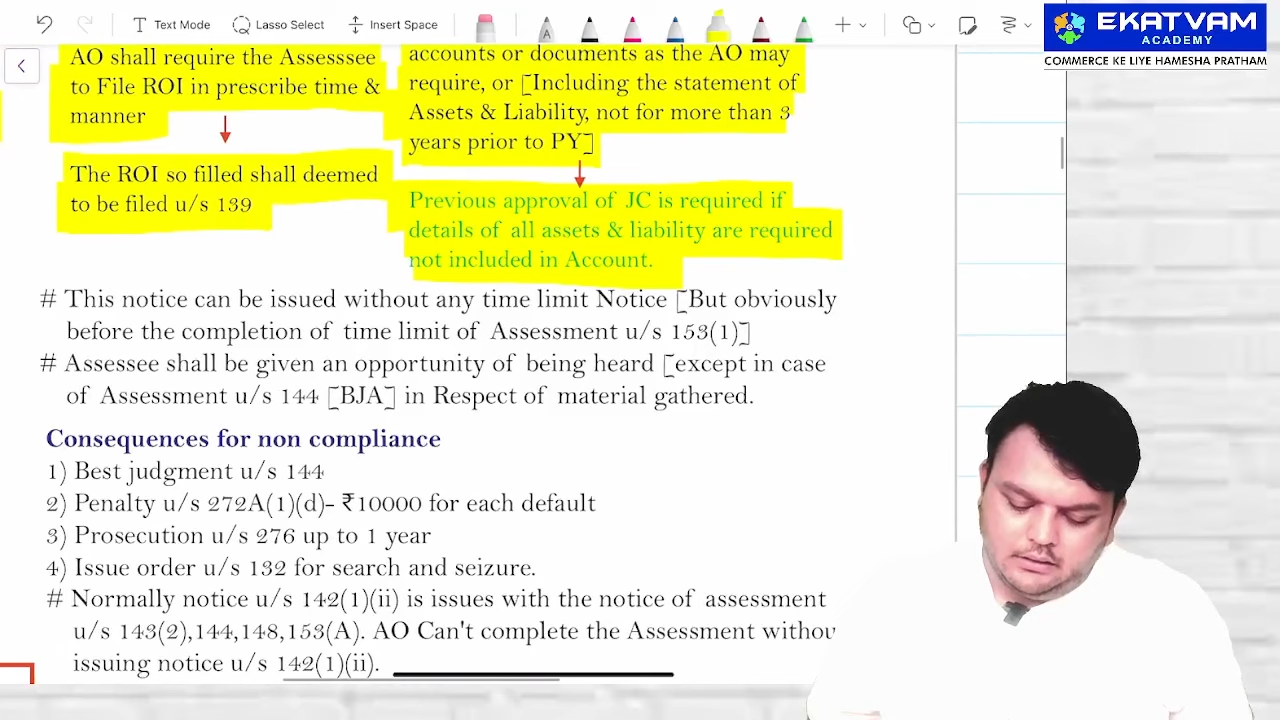 Text Mode
Lasso Select
Insert Space
EKATVAM
ACADEMY
COMMERCE KE LIYE HAMESHA PRATHAM
AO shall require the Assesssee
to File ROI in prescribe time &
manner
The ROI so filled shall deemed
to be filed u/s 139
accounts or documents as the AO may
require, or [Including the statement of
Assets & Liability, not for more than 3
years prior to PY]
Previous approval of JC is required if
details of all assets & liability are required
not included in Account.
# This notice can be issued without any time limit Notice [But obviously
before the completion of time limit of Assessment u/s 153(1)]
# Assessee shall be given an opportunity of being heard [except in case
of Assessment u/s 144 [BJA] in Respect of material gathered.
Consequences for non compliance
1) Best judgment u/s 144
2) Penalty u/s 272A(1)(d)- ₹10000 for each default
3) Prosecution u/s 276 up to 1 year
4) Issue order u/s 132 for search and seizure.
# Normally notice u/s 142(1)(ii) is issues with the notice of assessment
u/s 143(2),144,148,153(A). AO Can't complete the Assessment withou
issuing notice u/s 142(1)(ii).